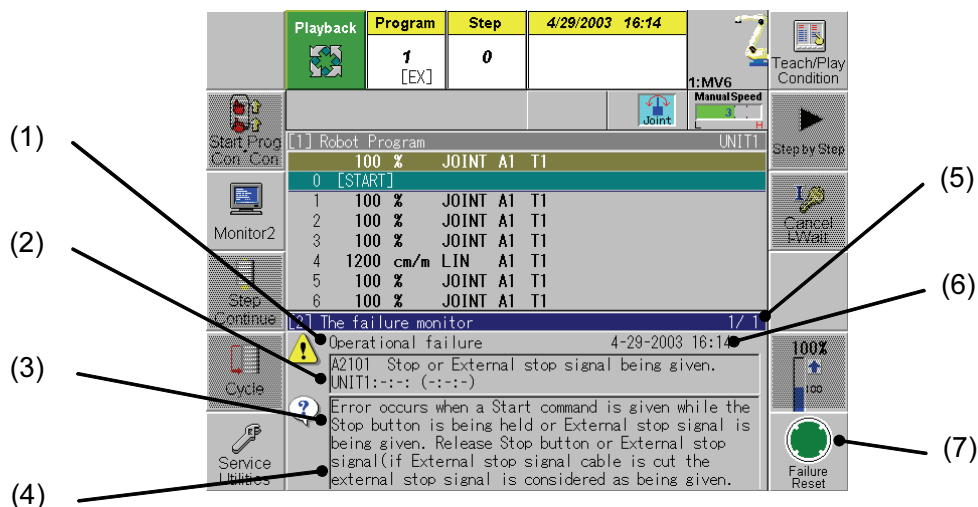 Playback
Program
Step
4/29/2003 16:14
1
[EX]
0
1:MV6
Teach/Play
Condition
Joint
Manual Speed
3
L H
Start Prog
Con Con
[1] Robot Program UNIT1
100 % JOINT A1 T1
0 [START]
1 100 % JOINT A1 T1
2 100 % JOINT A1 T1
3 100 % JOINT A1 T1
4 1200 cm/m LIN A1 T1
5 100 % JOINT A1 T1
6 100 % JOINT A1 T1
Step by Step
Monitor2
Cancel
I-Wait
Step
Continue
[2] The failure monitor 1/ 1
Operational failure 4-29-2003 16:14
A2101 Stop or External stop signal being given.
UNIT1:-:-: (-:-:-)
Error occurs when a Start command is given while the
Stop button is being held or External stop signal is
being given. Release Stop button or External stop
signal(if External stop signal cable is cut the
external stop signal is considered as being given.
Cycle
100%
100
Service
Utilities
Failure
Reset
(1)
(2)
(3)
(4)
(5)
(6)
(7)